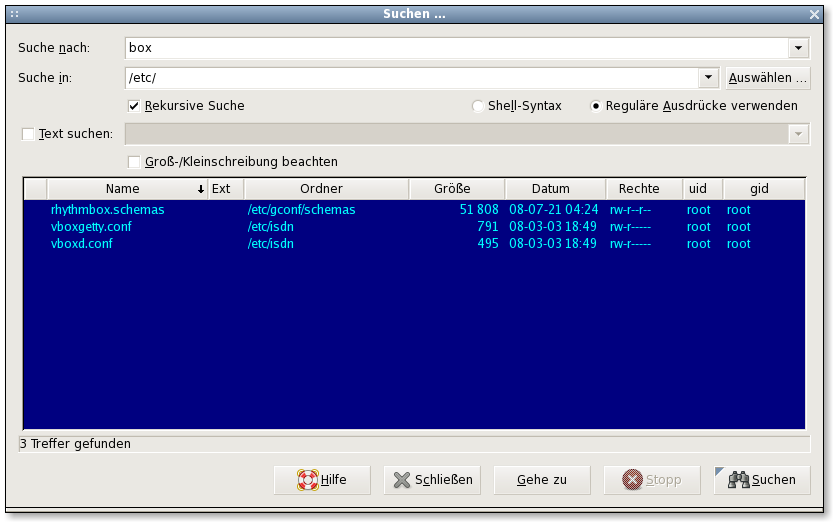 Suchen ...
Suche nach: box
Suche in: /etc/ Auswählen ...
Rekursive Suche Shell-Syntax Reguläre Ausdrücke verwenden
Text suchen:
Groß-/Kleinschreibung beachten
Name Ext Ordner Größe Datum Rechte uid gid
rhythmbox.schemas /etc/gconf/schemas 51 808 08-07-21 04:24 rw-r--r-- root root
vboxgetty.conf /etc/isdn 791 08-03-03 18:49 rw-r----- root root
vboxd.conf /etc/isdn 495 08-03-03 18:49 rw-r----- root root
3 Treffer gefunden
Hilfe Schließen Gehe zu Stopp Suchen